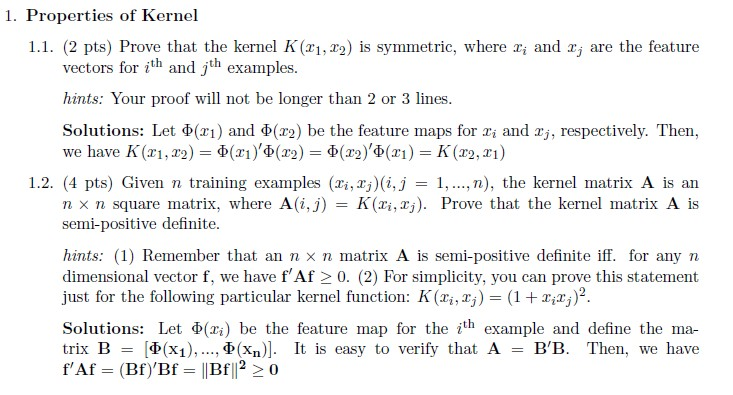 1. Properties of Kernel
1.1. (2 pts) Prove that the kernel K(x₁, x₂) is symmetric, where xᵢ and xⱼ are the feature
vectors for iᵗʰ and jᵗʰ examples.
hints: Your proof will not be longer than 2 or 3 lines.
Solutions: Let Φ(x₁) and Φ(x₂) be the feature maps for xᵢ and xⱼ, respectively. Then,
we have K(x₁, x₂) = Φ(x₁)′Φ(x₂) = Φ(x₂)′Φ(x₁) = K(x₂, x₁)
1.2. (4 pts) Given n training examples (xᵢ, xⱼ)(i, j = 1, ..., n), the kernel matrix A is an
n × n square matrix, where A(i, j) = K(xᵢ, xⱼ). Prove that the kernel matrix A is
semi-positive definite.
hints: (1) Remember that an n × n matrix A is semi-positive definite iff. for any n
dimensional vector f, we have f′Af ≥ 0. (2) For simplicity, you can prove this statement
just for the following particular kernel function: K(xᵢ, xⱼ) = (1 + xᵢxⱼ)².
Solutions: Let Φ(xᵢ) be the feature map for the iᵗʰ example and define the ma-
trix B = [Φ(x₁), ..., Φ(xₙ)]. It is easy to verify that A = B′B. Then, we have
f′Af = (Bf)′Bf = ‖Bf‖² ≥ 0